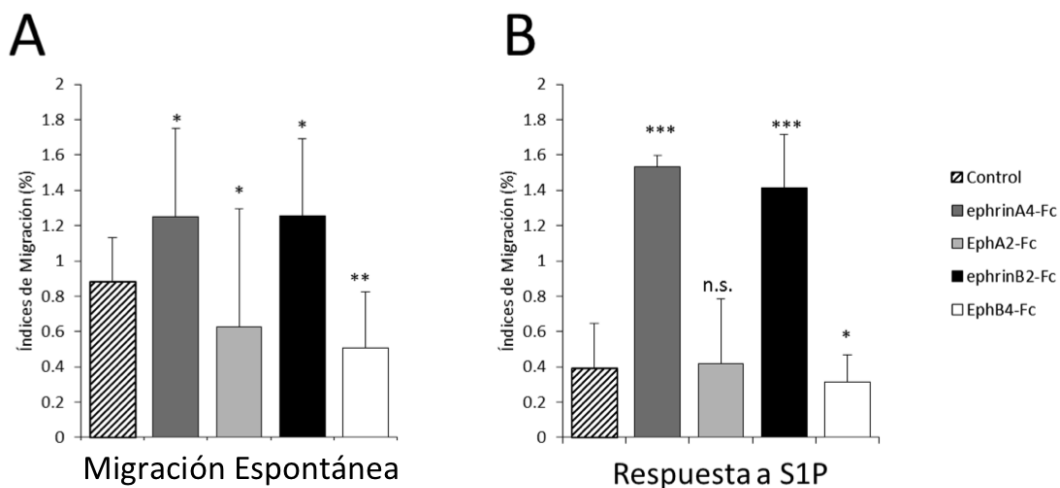 A
Índices de Migración (%)
2
1.8
1.6
1.4
1.2
1
0.8
0.6
0.4
0.2
0
*
*
*
**
Migración Espontánea
B
Índices de Migración (%)
2
1.8
1.6
1.4
1.2
1
0.8
0.6
0.4
0.2
0
***
n.s.
***
*
Respuesta a S1P
Control
ephrinA4-Fc
EphA2-Fc
ephrinB2-Fc
EphB4-Fc